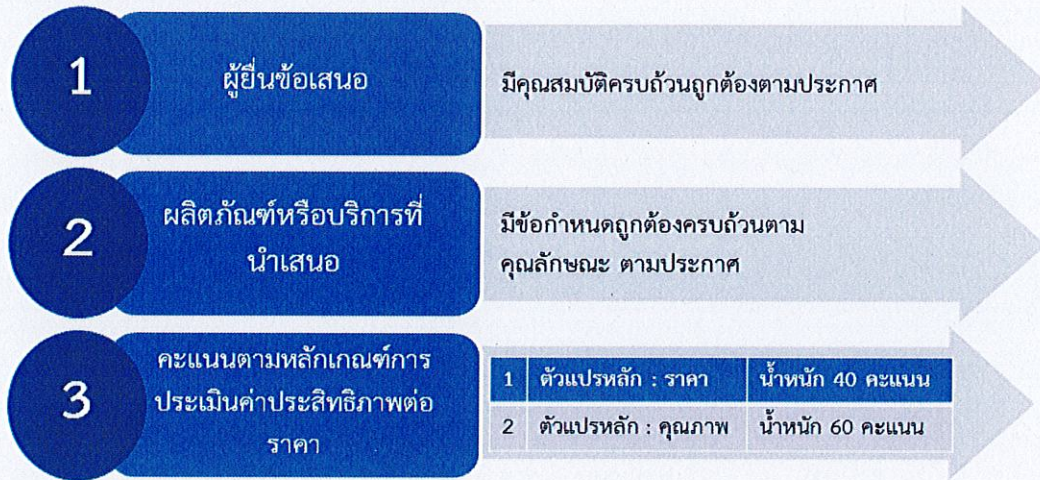 1
ผู้ยื่นข้อเสนอ
มีคุณสมบัติครบถ้วนถูกต้องตามประกาศ
2
ผลิตภัณฑ์หรือบริการที่
นำเสนอ
มีข้อกำหนดถูกต้องครบถ้วนตาม
คุณลักษณะ ตามประกาศ
3
คะแนนตามหลักเกณฑ์การ
ประเมินค่าประสิทธิภาพต่อ
ราคา
1 ตัวแปรหลัก : ราคา น้ำหนัก 40 คะแนน
2 ตัวแปรหลัก : คุณภาพ น้ำหนัก 60 คะแนน